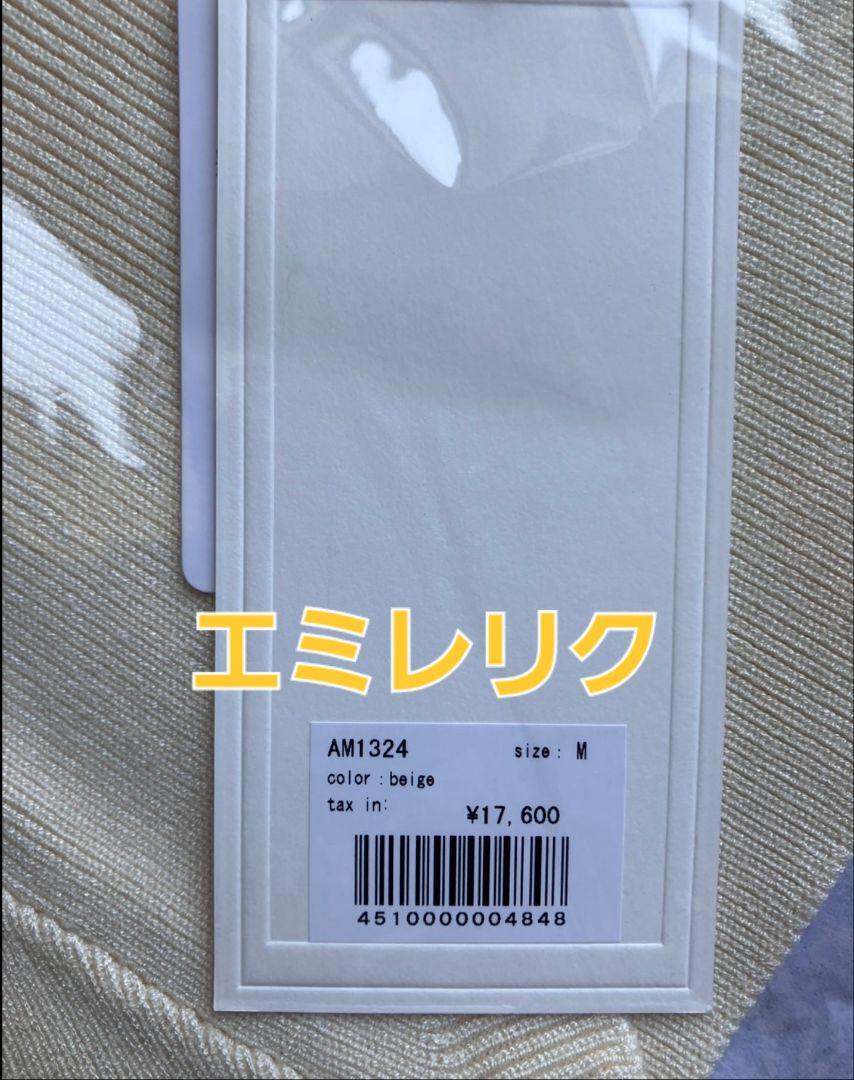 エミレリク
AM1324 size: M
color:beige
tax in:
¥17,600
4510000004848